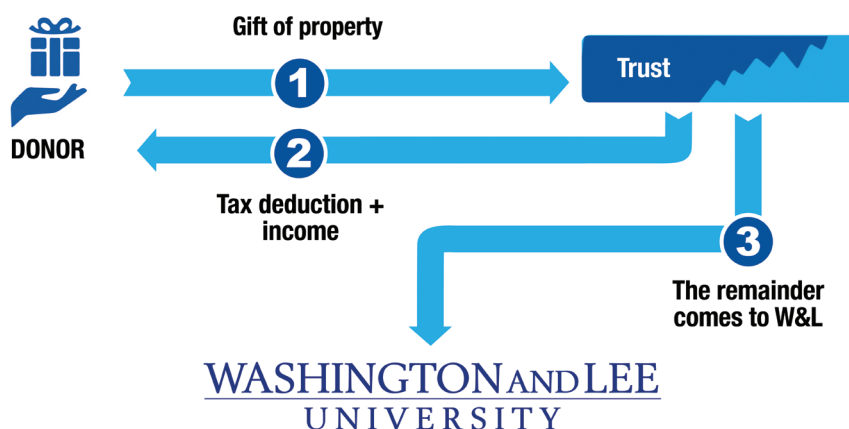 Gift of property
1
Trust
DONOR
2
Tax deduction +
income
3
The remainder
comes to W&L
WASHINGTON AND LEE
UNIVERSITY